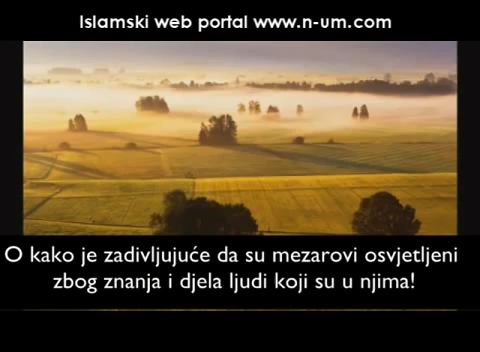 Islamski web portal www.n-um.com
O kako je zadivljujuće da su mezarovi osvjetljeni
zbog znanja i djela ljudi koji su u njima!